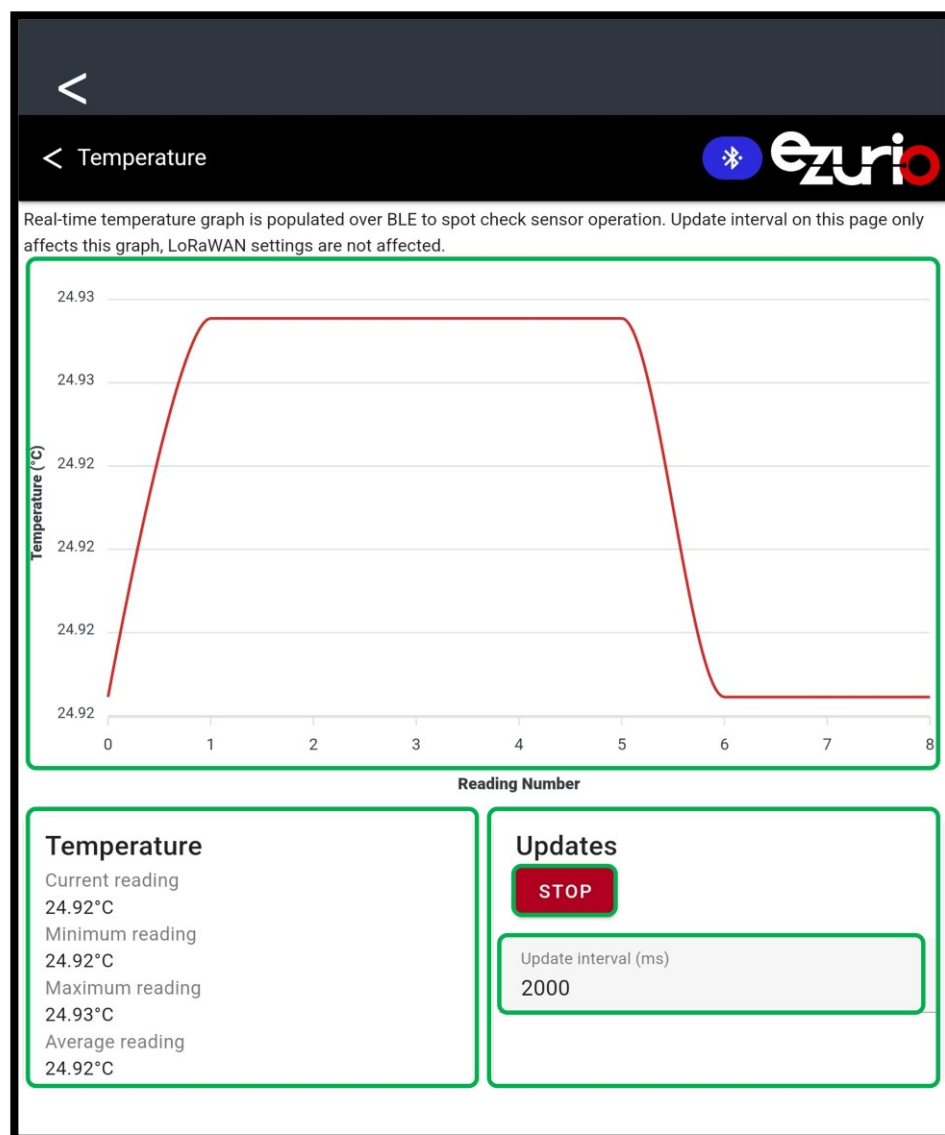 <
< Temperature
ezurio
Real-time temperature graph is populated over BLE to spot check sensor operation. Update interval on this page only
affects this graph, LoRaWAN settings are not affected.
24.93
24.93
24.92
24.92
24.92
24.92
Temperature (°C)
0 1 2 3 4 5 6 7 8
Reading Number
Temperature
Current reading
24.92°C
Minimum reading
24.92°C
Maximum reading
24.93°C
Average reading
24.92°C
Updates
STOP
Update interval (ms)
2000